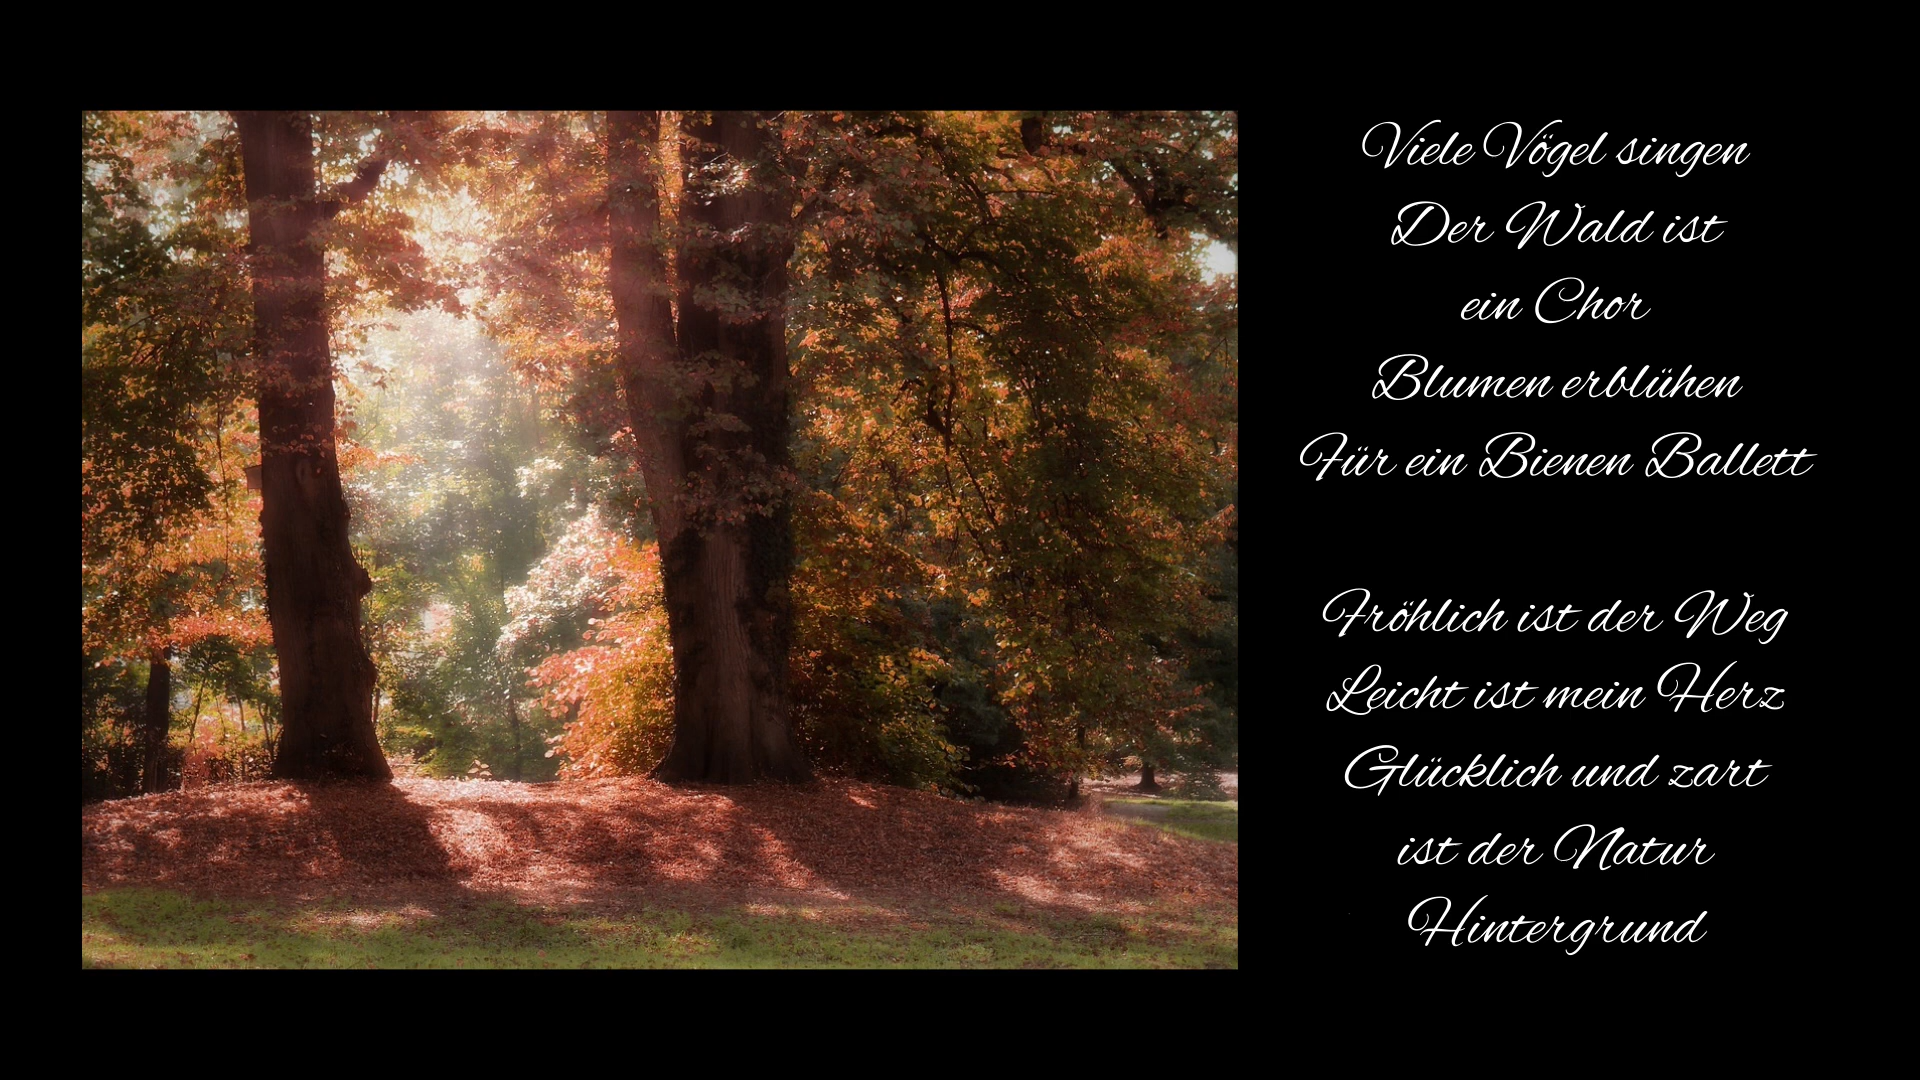 Viele Vögel singen
Der Wald ist
ein Chor
Blumen erblühen
Für ein Bienen Ballett
Fröhlich ist der Weg
Leicht ist mein Herz
Glücklich und zart
ist der Natur
Hintergrund